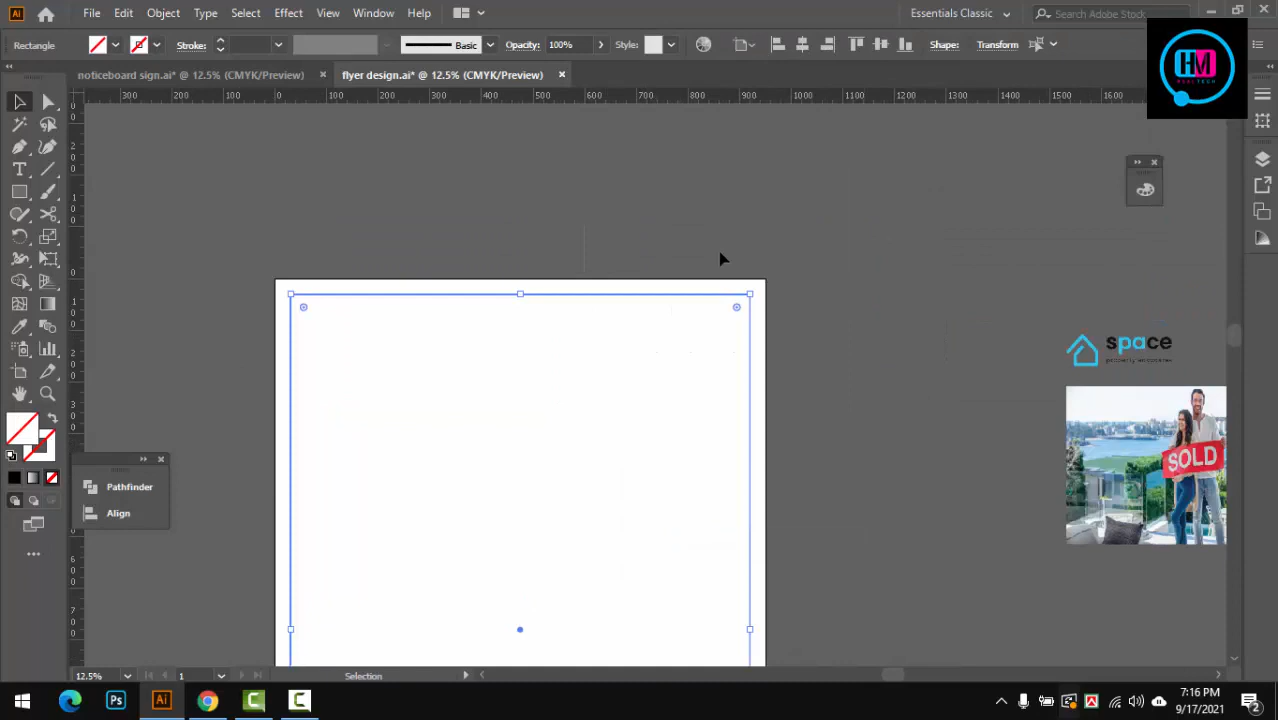 File Edit Object Type Select Effect View Window Help
Essentials Classic
Search Adobe Stock
Rectangle
Stroke:
Basic
Opacity: 100%
Style:
Shape:
Transform
noticeboard sign.ai* @ 12.5% (CMYK/Preview)
flyer design.ai* @ 12.5% (CMYK/Preview)
HM
300 200 100 0 100 200 300 400 500 600 700 800 900 1000 1100 1200 1300 1400 1500 1600
space
SOLD
Pathfinder
Align
12.5%
1
Selection
7:16 PM
9/17/2021
2